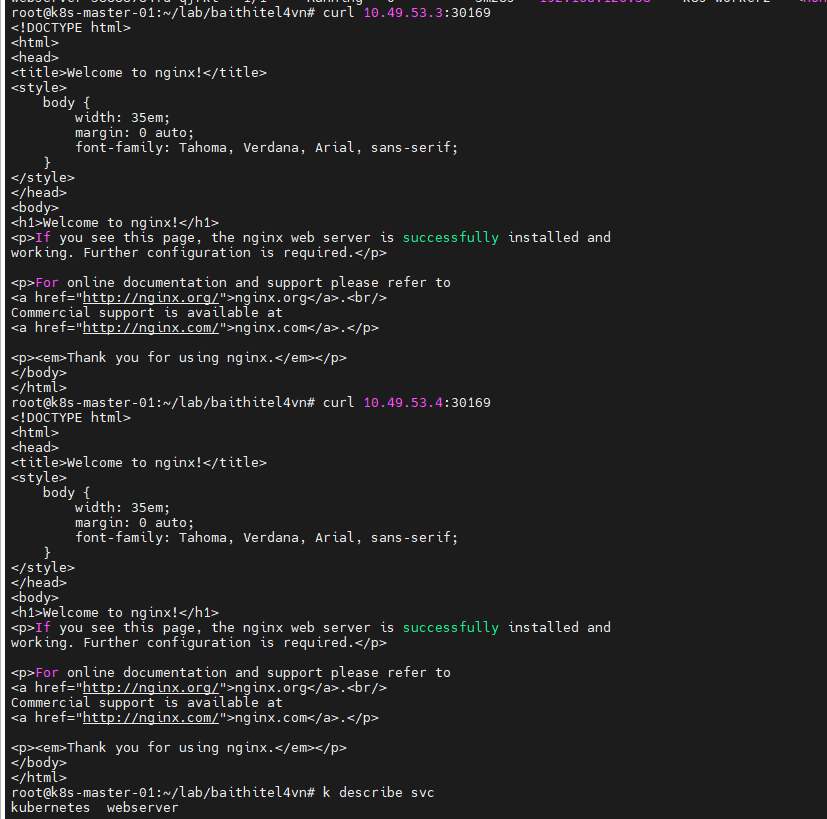 root@k8s-master-01:~/lab/baithitel4vn# curl 10.49.53.3:30169
<!DOCTYPE html>
<html>
<head>
<title>Welcome to nginx!</title>
<style>
    body {
        width: 35em;
        margin: 0 auto;
        font-family: Tahoma, Verdana, Arial, sans-serif;
    }
</style>
</head>
<body>
<h1>Welcome to nginx!</h1>
<p>If you see this page, the nginx web server is successfully installed and
working. Further configuration is required.</p>

<p>For online documentation and support please refer to
<a href="http://nginx.org/">nginx.org</a>.<br/>
Commercial support is available at
<a href="http://nginx.com/">nginx.com</a>.</p>

<p><em>Thank you for using nginx.</em></p>
</body>
</html>
root@k8s-master-01:~/lab/baithitel4vn# curl 10.49.53.4:30169
<!DOCTYPE html>
<html>
<head>
<title>Welcome to nginx!</title>
<style>
    body {
        width: 35em;
        margin: 0 auto;
        font-family: Tahoma, Verdana, Arial, sans-serif;
    }
</style>
</head>
<body>
<h1>Welcome to nginx!</h1>
<p>If you see this page, the nginx web server is successfully installed and
working. Further configuration is required.</p>

<p>For online documentation and support please refer to
<a href="http://nginx.org/">nginx.org</a>.<br/>
Commercial support is available at
<a href="http://nginx.com/">nginx.com</a>.</p>

<p><em>Thank you for using nginx.</em></p>
</body>
</html>
root@k8s-master-01:~/lab/baithitel4vn# k describe svc
kubernetes  webserver